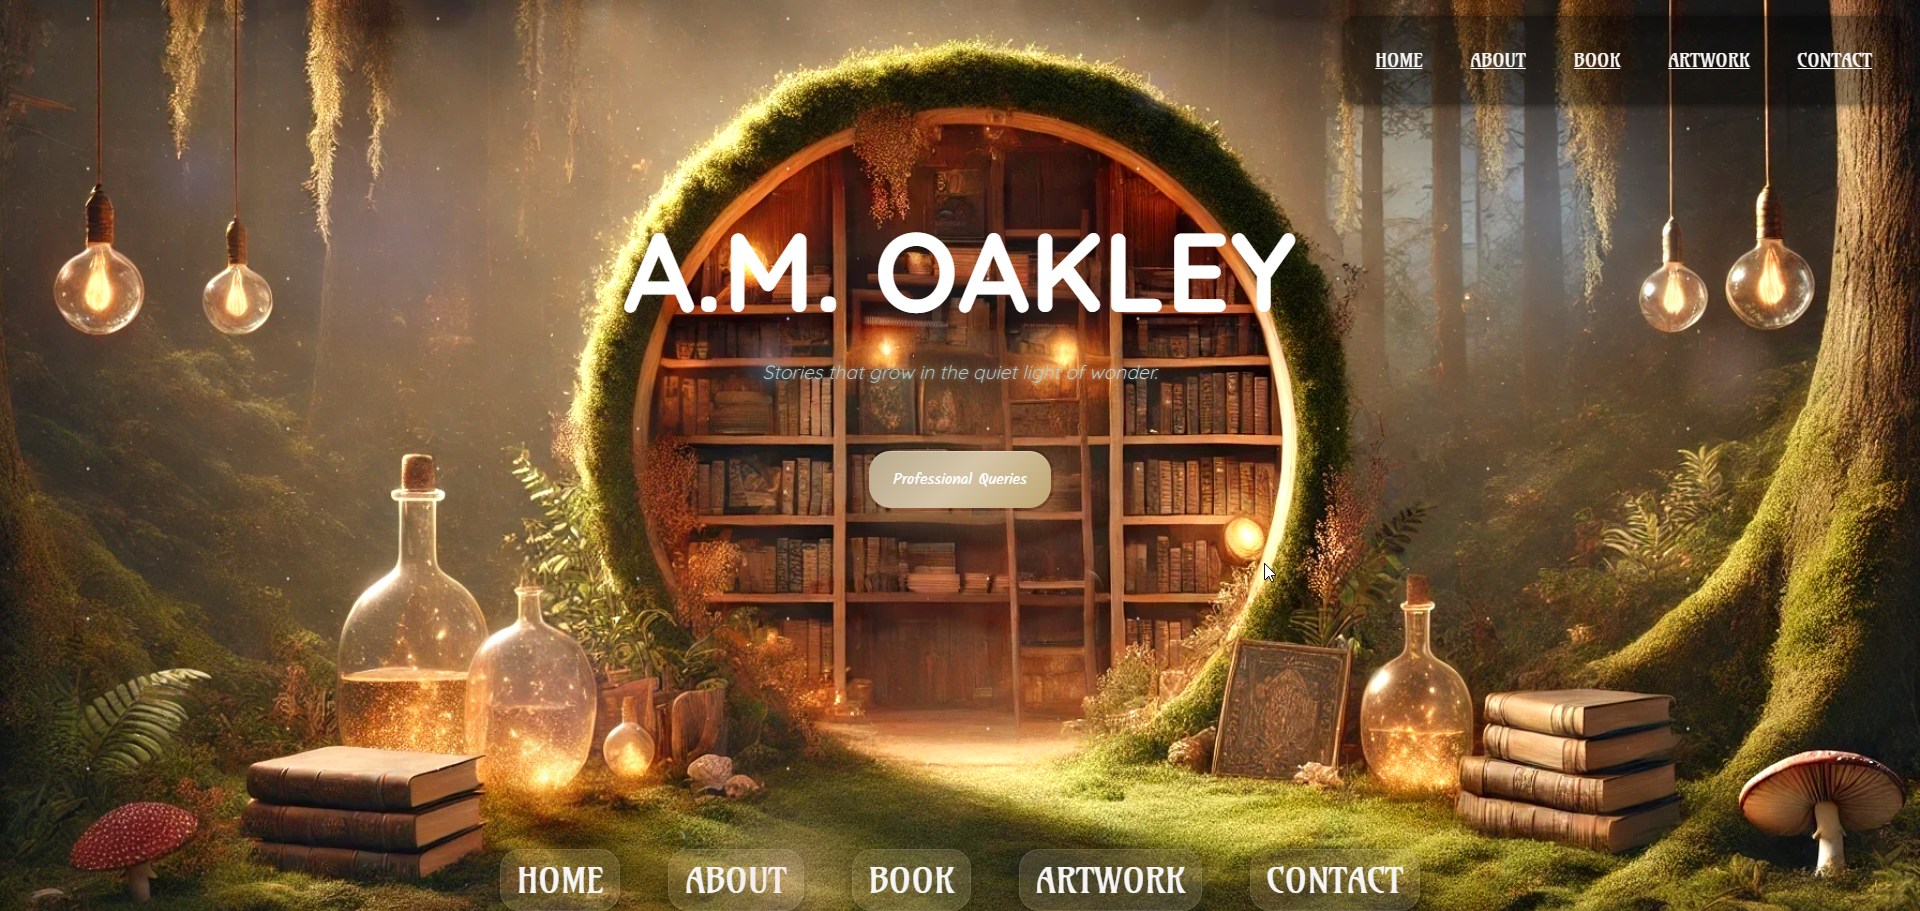 HOME ABOUT BOOK ARTWORK CONTACT
A.M. OAKLEY
Stories that grow in the quiet light of wonder.
Professional Queries
HOME ABOUT BOOK ARTWORK CONTACT